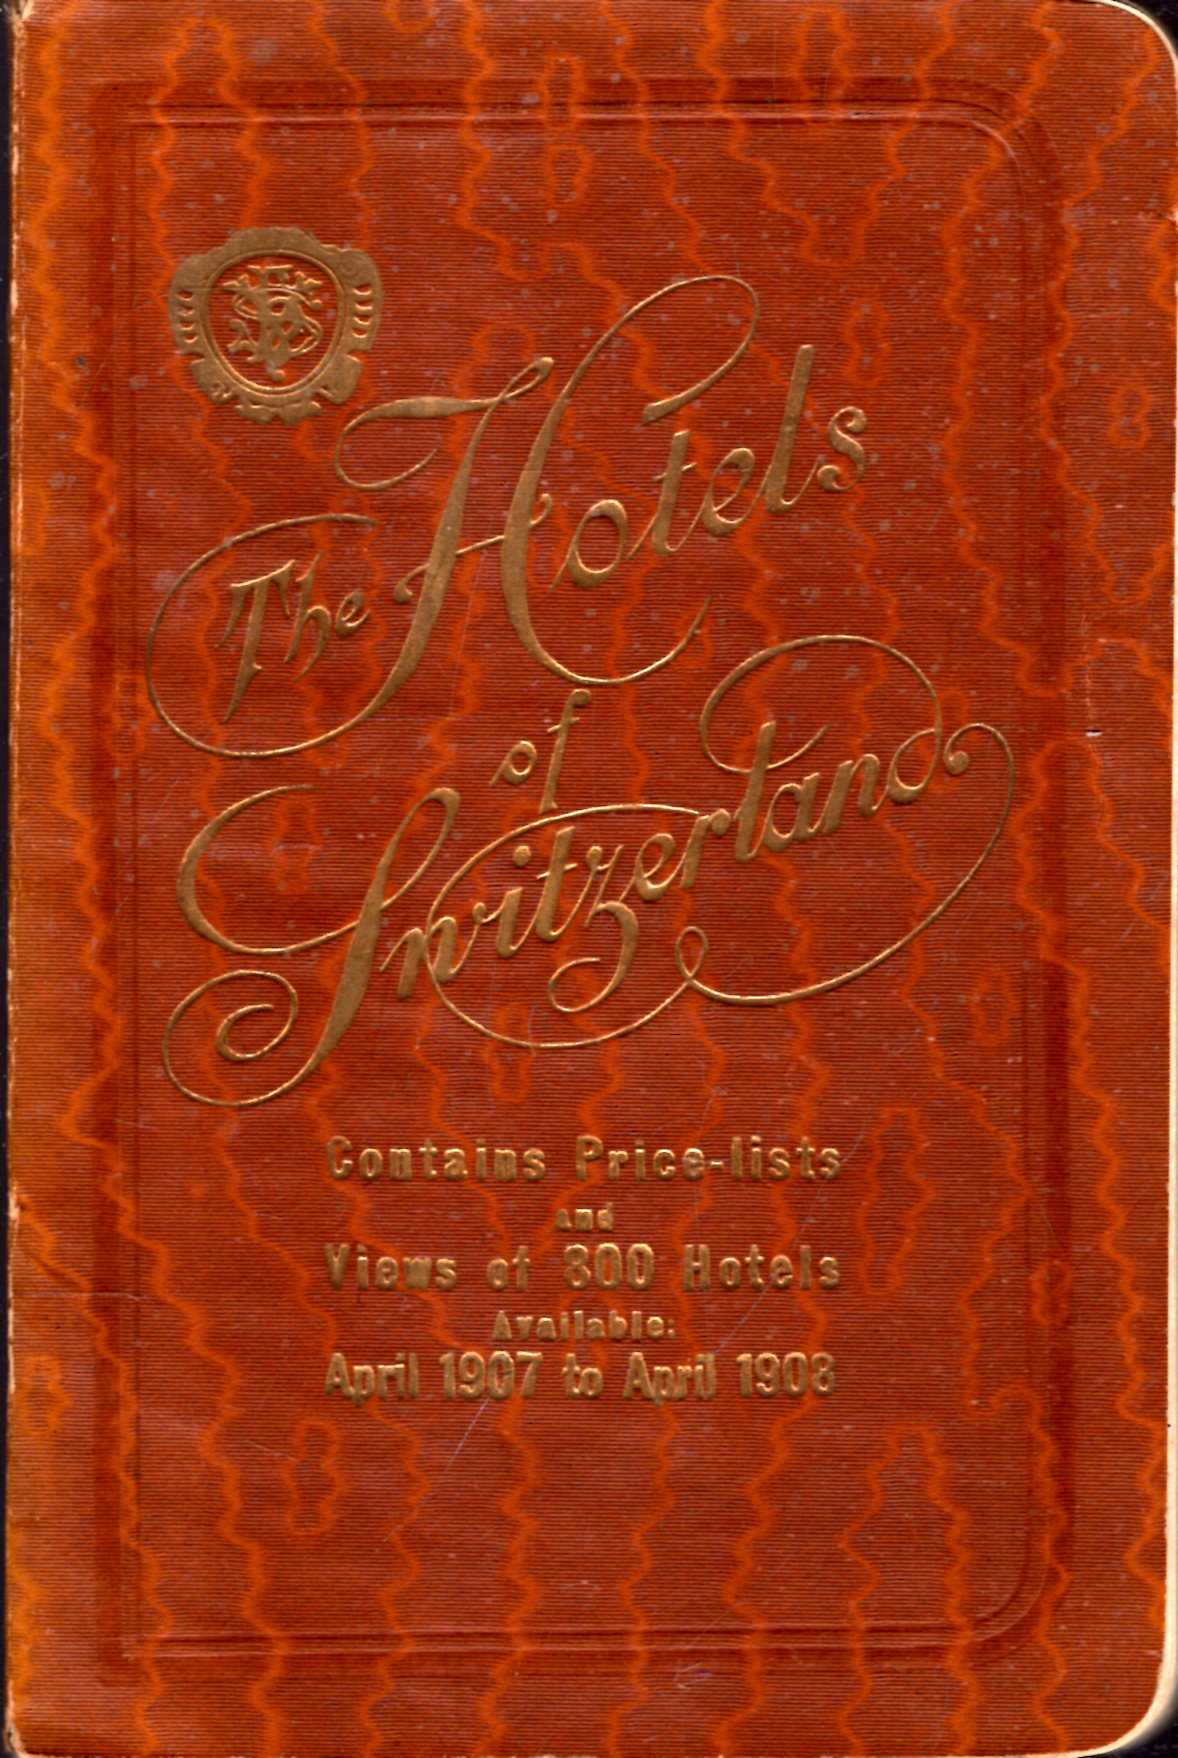 The Hotels
of
Switzerland.
Contains Price-lists
and
Views of 800 Hotels
Available:
April 1907 to April 1908